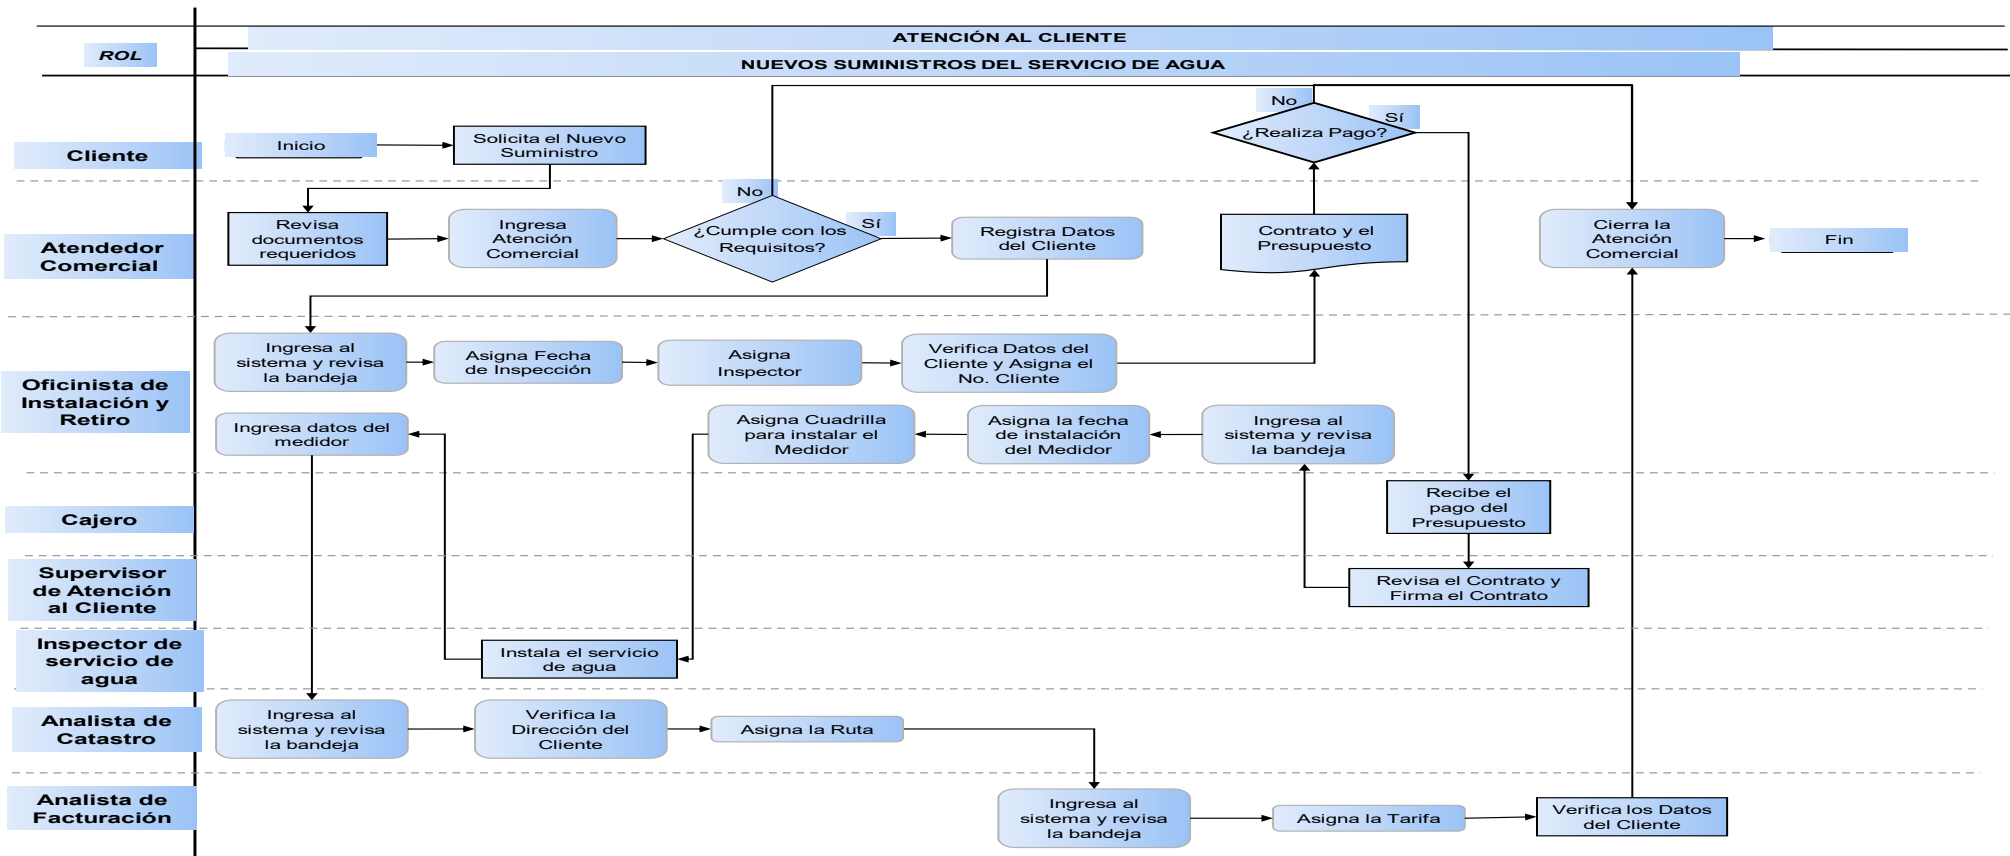 ROL
ATENCIÓN AL CLIENTE
NUEVOS SUMINISTROS DEL SERVICIO DE AGUA
Cliente
Inicio
Solicita el Nuevo
Suministro
No
¿Realiza Pago?
Sí
Atendedor
Comercial
Revisa
documentos
requeridos
Ingresa
Atención
Comercial
No
¿Cumple con los
Requisitos?
Sí
Registra Datos
del Cliente
Contrato y el
Presupuesto
Cierra la
Atención
Comercial
Fin
Oficinista de
Instalación y
Retiro
Ingresa al
sistema y revisa
la bandeja
Asigna Fecha
de Inspección
Asigna
Inspector
Verifica Datos del
Cliente y Asigna el
No. Cliente
Ingresa datos del
medidor
Asigna Cuadrilla
para instalar el
Medidor
Asigna la fecha
de instalación
del Medidor
Ingresa al
sistema y revisa
la bandeja
Cajero
Recibe el
pago del
Presupuesto
Supervisor
de Atención
al Cliente
Revisa el Contrato y
Firma el Contrato
Inspector de
servicio de
agua
Instala el servicio
de agua
Analista de
Catastro
Ingresa al
sistema y revisa
la bandeja
Verifica la
Dirección del
Cliente
Asigna la Ruta
Analista de
Facturación
Ingresa al
sistema y revisa
la bandeja
Asigna la Tarifa
Verifica los Datos
del Cliente